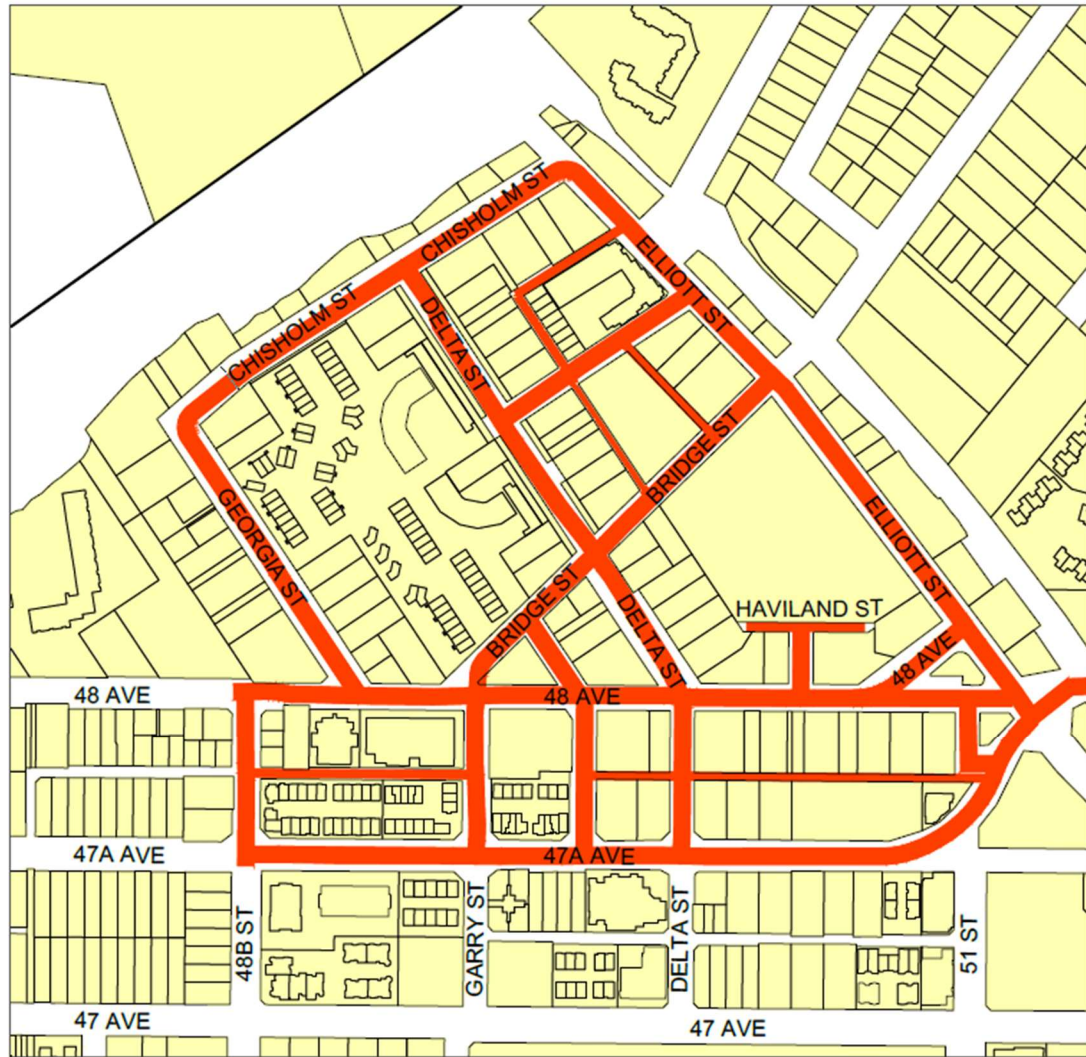 CHISHOLM ST
CHISHOLM ST
ELLIOTT ST
DELTA ST
BRIDGE ST
GEORGIA ST
ELLIOTT ST
BRIDGE ST
DELTA ST
HAVILAND ST
48 AVE
48 AVE
48 AVE
47A AVE
47A AVE
48B ST
GARRY ST
DELTA ST
51 ST
47 AVE
47 AVE